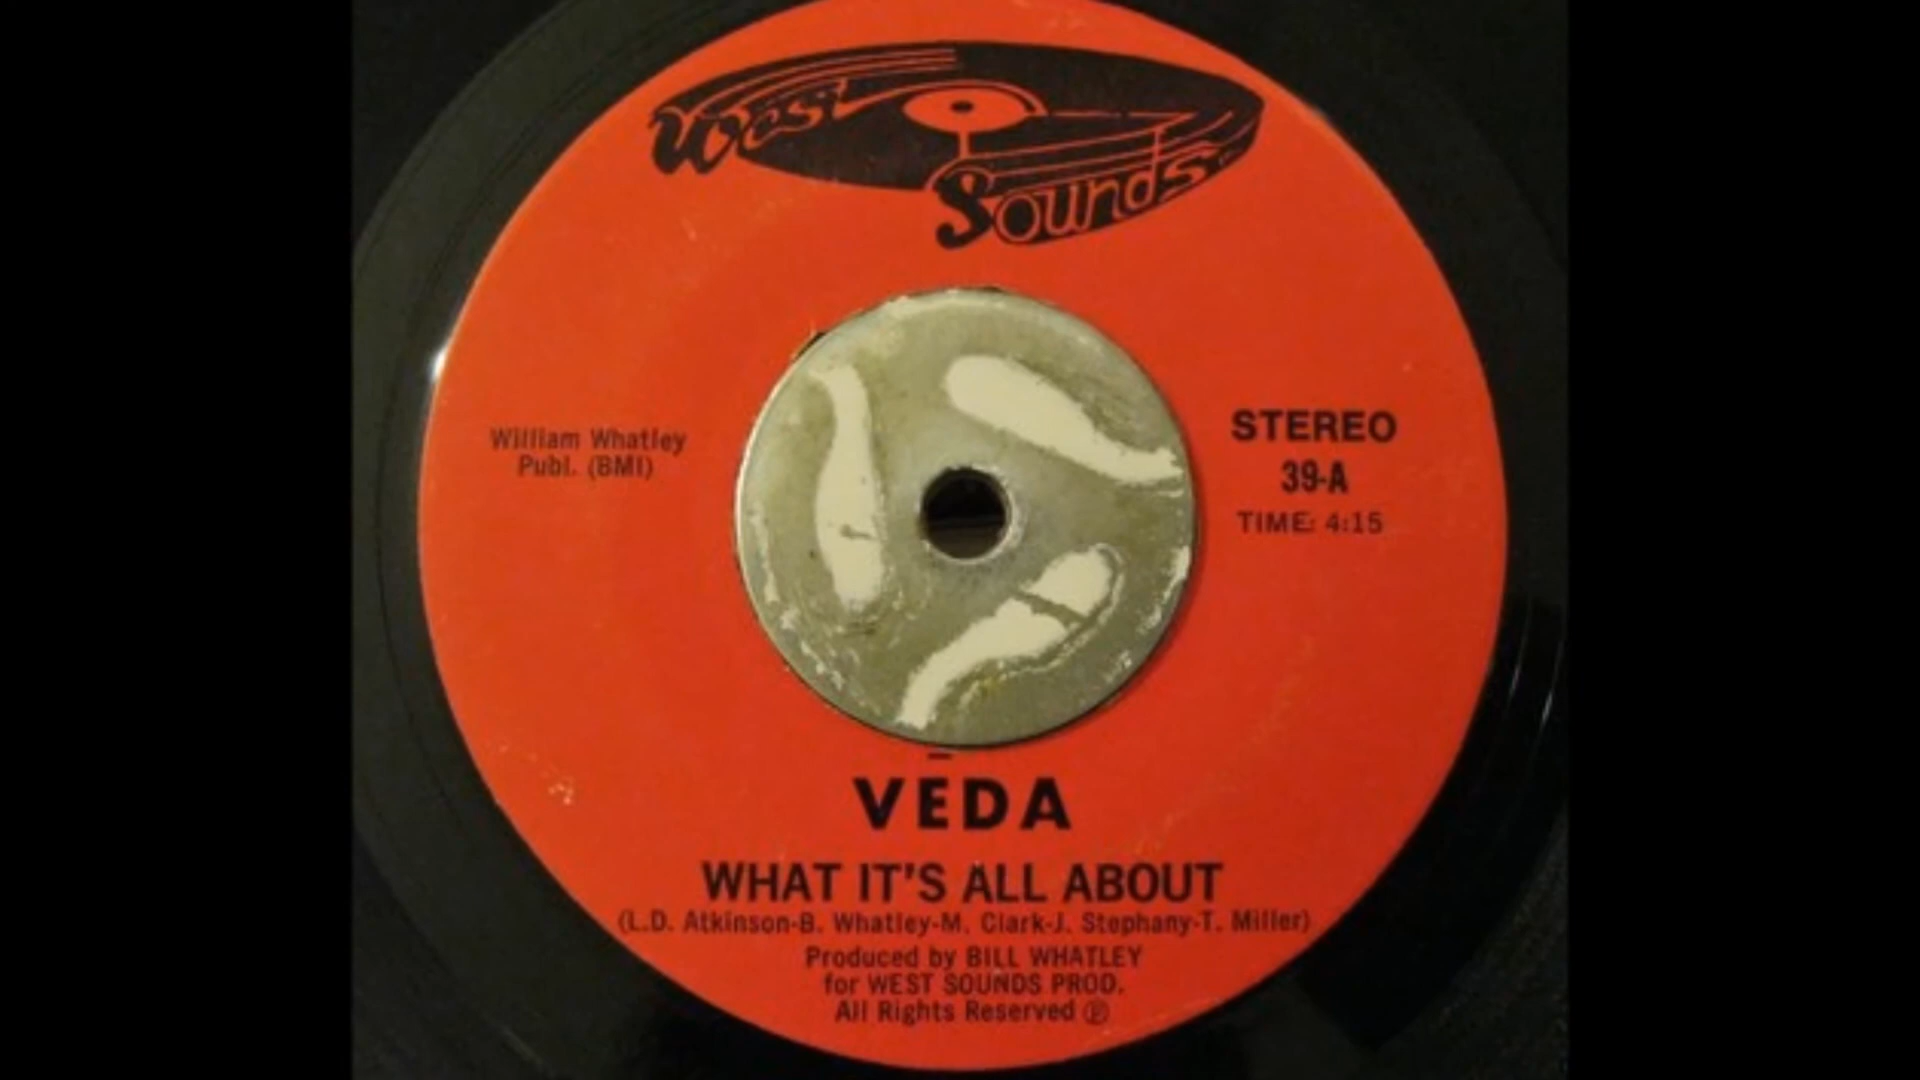 West
Sounds
William Whatley
Publ. (BMI)
STEREO
39-A
TIME: 4:15
VĒDA
WHAT IT'S ALL ABOUT
(L.D. Atkinson-B. Whatley-M. Clark-J. Stephany-T. Miller)
Produced by BILL WHATLEY
for WEST SOUNDS PROD.
All Rights Reserved ℗